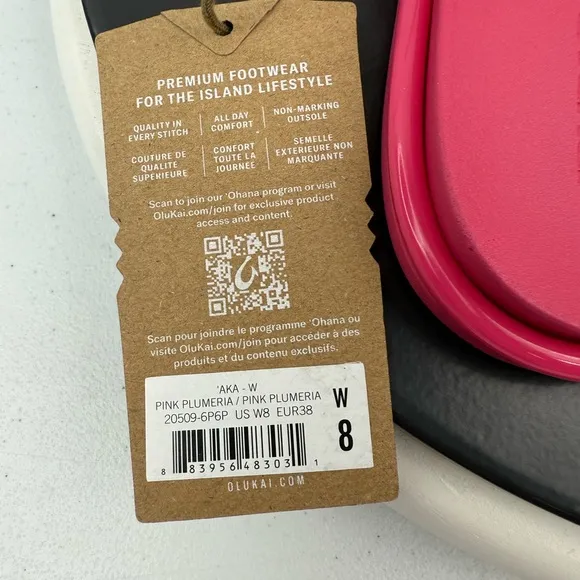 PREMIUM FOOTWEAR
FOR THE ISLAND LIFESTYLE
QUALITY IN
EVERY STITCH
ALL DAY
COMFORT
NON-MARKING
OUTSOLE
COUTURE DE
QUALITE
SUPERIEURE
CONFORT
TOUTE LA
JOURNÉE
SEMELLE
EXTERIEURE NON
MARQUANTE
Scan to join our 'Ohana program or visit
OluKai.com/join for exclusive product
access and content.
Scan pour joindre le programme 'Ohana ou
visite OluKai.com/join pour accéder à des
produits et du contenu exclusifs.
'AKA - W
PINK PLUMERIA / PINK PLUMERIA
20509-6P6P US W8 EUR38
W
8
8 83956 48303 1
OLUKAI.COM